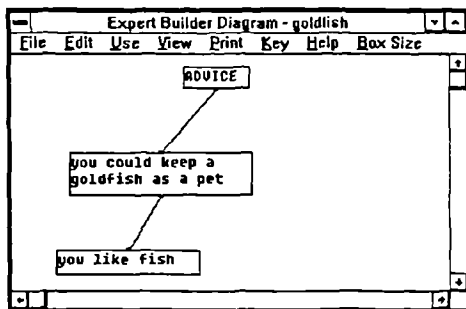 Expert Builder Diagram - goldfish
File Edit Use View Print Key Help Box Size
ADVICE
you could keep a
goldfish as a pet
you like fish